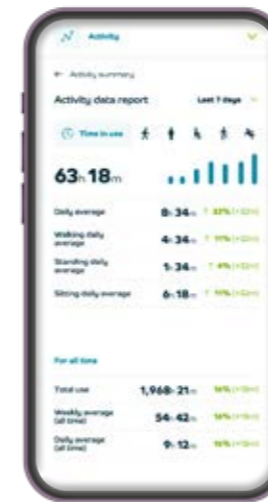 Activity
Activity summary
Activity data report Last 7 days
Time in use
63h 18m
Daily average 8h 34m
Walking daily
average 4h 34m
Standing daily
average 1h 34m
Sitting daily average 6h 18m
For all time
Total use 1,968h 21m
Weekly average
(all time) 54h 42m
Daily average
(all time) 9h 12m